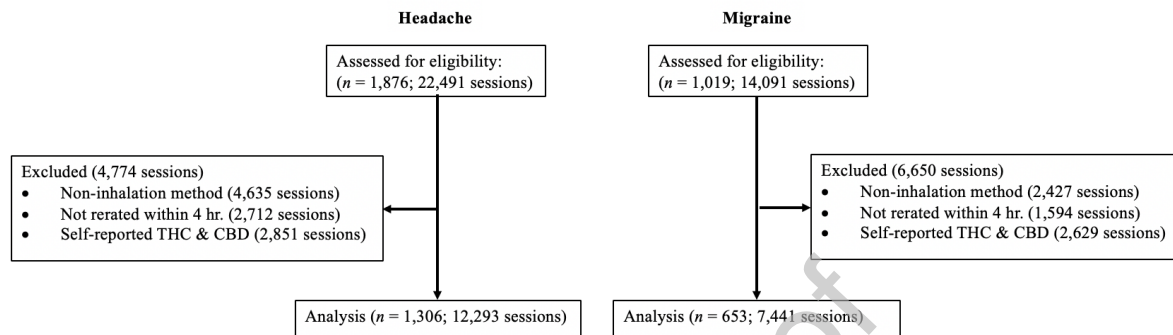 Headache
Assessed for eligibility:
(n = 1,876; 22,491 sessions)
Excluded (4,774 sessions)
• Non-inhalation method (4,635 sessions)
• Not rerated within 4 hr. (2,712 sessions)
• Self-reported THC & CBD (2,851 sessions)
Analysis (n = 1,306; 12,293 sessions)
Migraine
Assessed for eligibility:
(n = 1,019; 14,091 sessions)
Excluded (6,650 sessions)
• Non-inhalation method (2,427 sessions)
• Not rerated within 4 hr. (1,594 sessions)
• Self-reported THC & CBD (2,629 sessions)
Analysis (n = 653; 7,441 sessions)
of